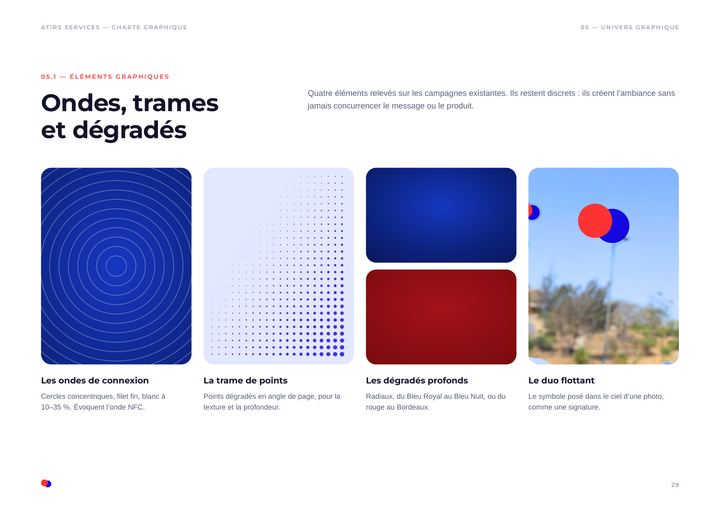 ATIRS SERVICES — CHARTE GRAPHIQUE
05 — UNIVERS GRAPHIQUE
05.1 — ÉLÉMENTS GRAPHIQUES
Ondes, trames
et dégradés
Quatre éléments relevés sur les campagnes existantes. Ils restent discrets : ils créent l'ambiance sans
jamais concurrencer le message ou le produit.
Les ondes de connexion
Cercles concentriques, filet fin, blanc à
10–35 %. Évoquent l'onde NFC.
La trame de points
Points dégradés en angle de page, pour la
texture et la profondeur.
Les dégradés profonds
Radiaux, du Bleu Royal au Bleu Nuit, ou du
rouge au Bordeaux.
Le duo flottant
Le symbole posé dans le ciel d'une photo,
comme une signature.
29